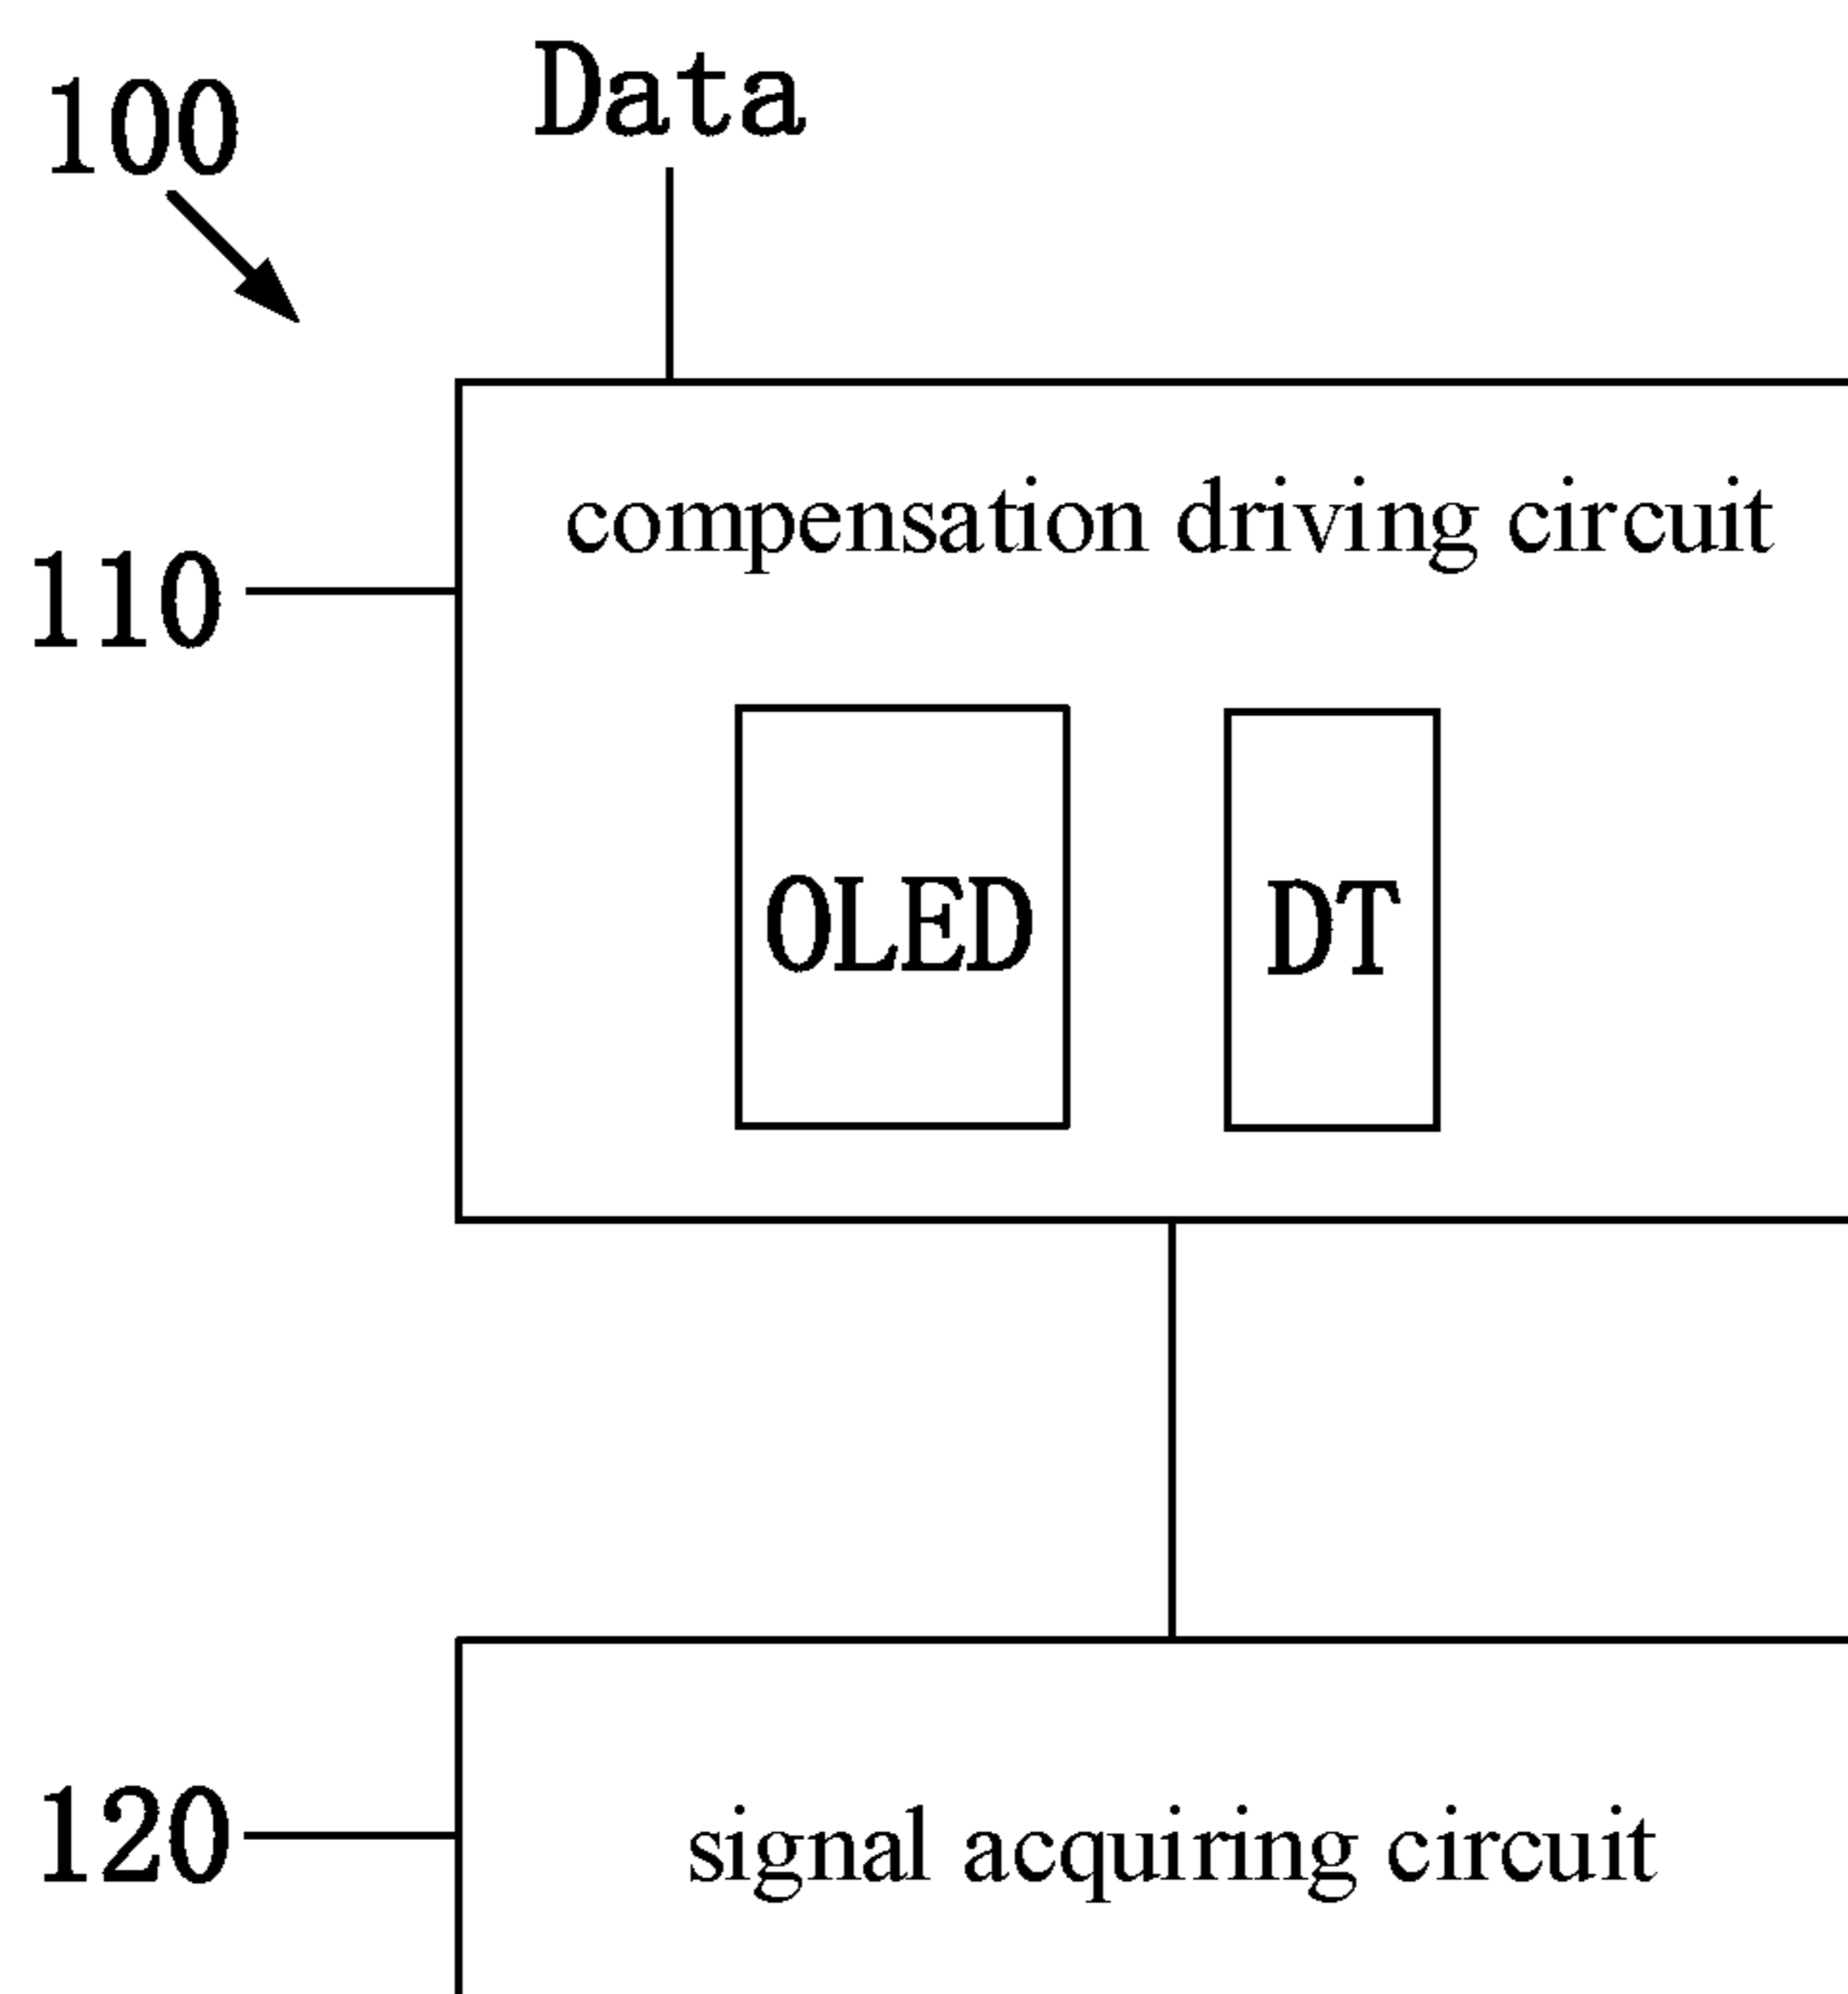 100
Data
compensation driving circuit
110
OLED
DT
signal acquiring circuit
120